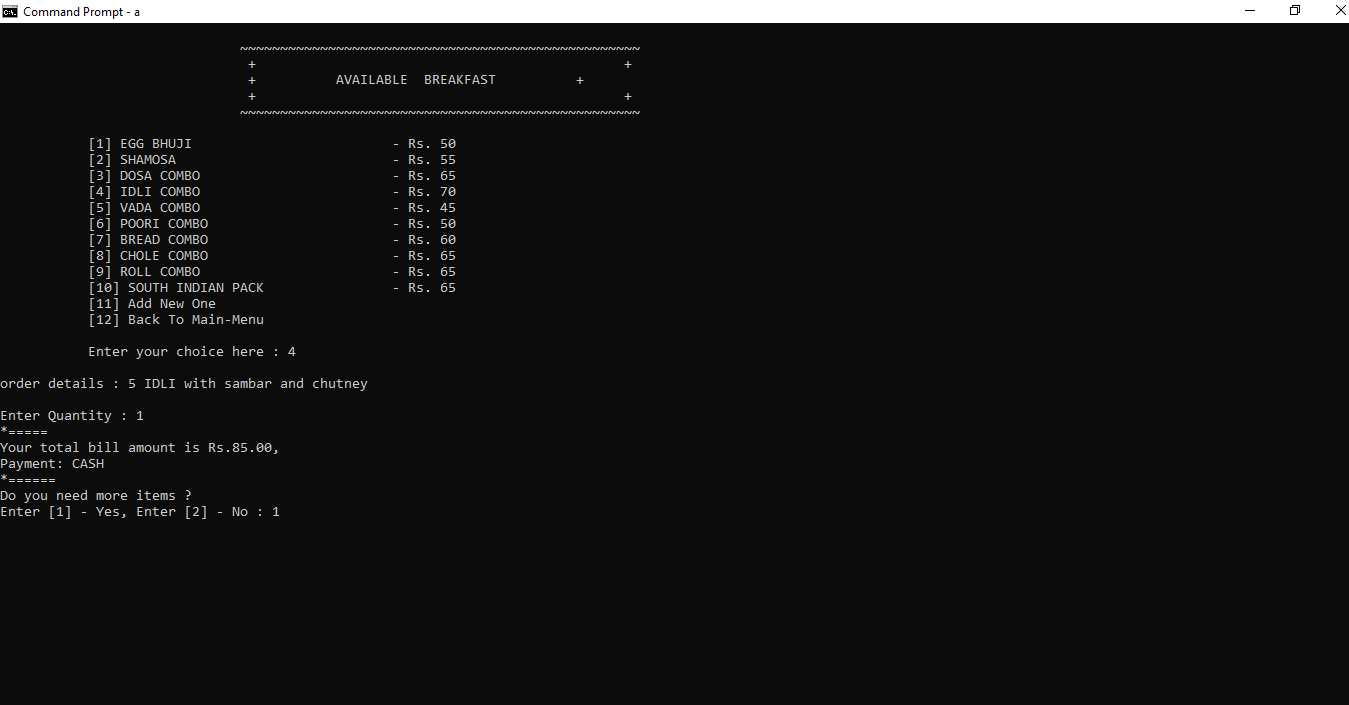 Command Prompt - a
~~~~~~~~~~~~~~~~~~~~~~~~~~~~~~~~~~~~~~~~~~~~~~~~~~
+ +
+ AVAILABLE BREAKFAST +
+ +
~~~~~~~~~~~~~~~~~~~~~~~~~~~~~~~~~~~~~~~~~~~~~~~~~~
[1] EGG BHUJI - Rs. 50
[2] SHAMOSA - Rs. 55
[3] DOSA COMBO - Rs. 65
[4] IDLI COMBO - Rs. 70
[5] VADA COMBO - Rs. 45
[6] POORI COMBO - Rs. 50
[7] BREAD COMBO - Rs. 60
[8] CHOLE COMBO - Rs. 65
[9] ROLL COMBO - Rs. 65
[10] SOUTH INDIAN PACK - Rs. 65
[11] Add New One
[12] Back To Main-Menu
Enter your choice here : 4
order details : 5 IDLI with sambar and chutney
Enter Quantity : 1
*=====
Your total bill amount is Rs.85.00,
Payment: CASH
*======
Do you need more items ?
Enter [1] - Yes, Enter [2] - No : 1